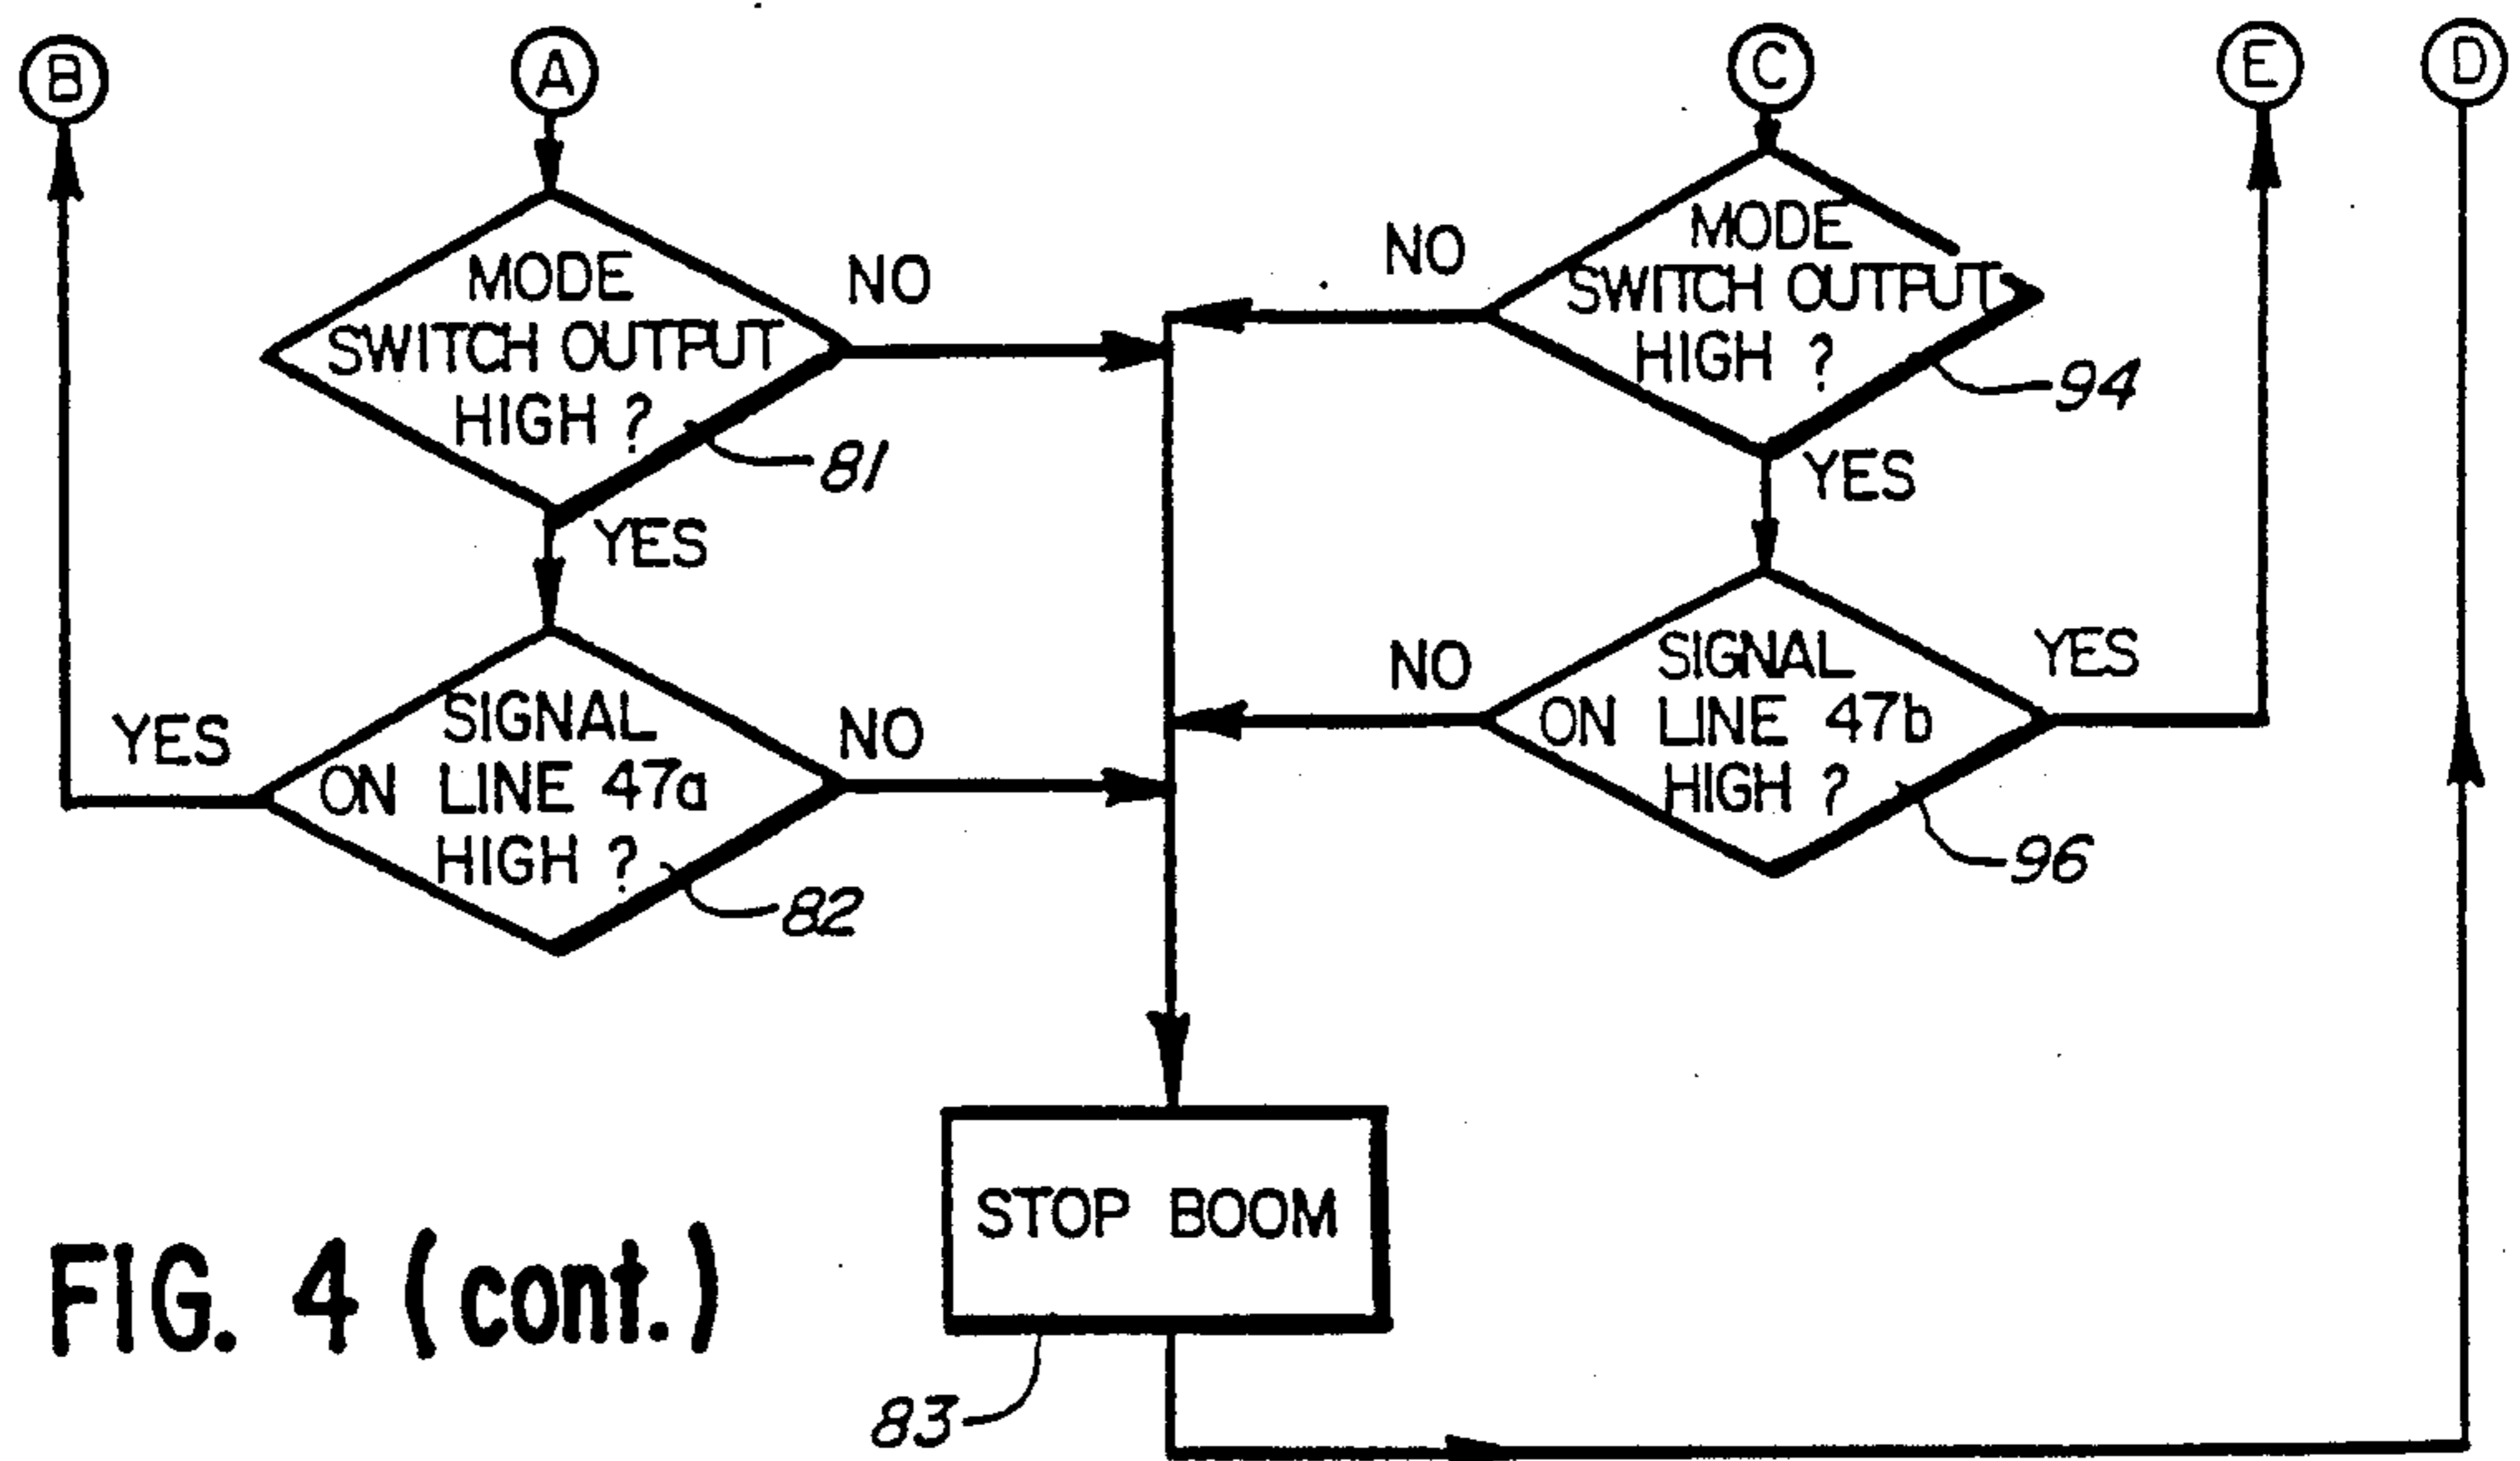 B
A
C
E
D
MODE
SWITCH OUTPUT
HIGH ?
NO
81
YES
NO
MODE
SWITCH OUTPUT
HIGH ?
94
YES
YES
SIGNAL
ON LINE 47a
HIGH ?
NO
82
NO
SIGNAL
ON LINE 47b
HIGH ?
YES
96
STOP BOOM
83
FIG. 4 (cont.)